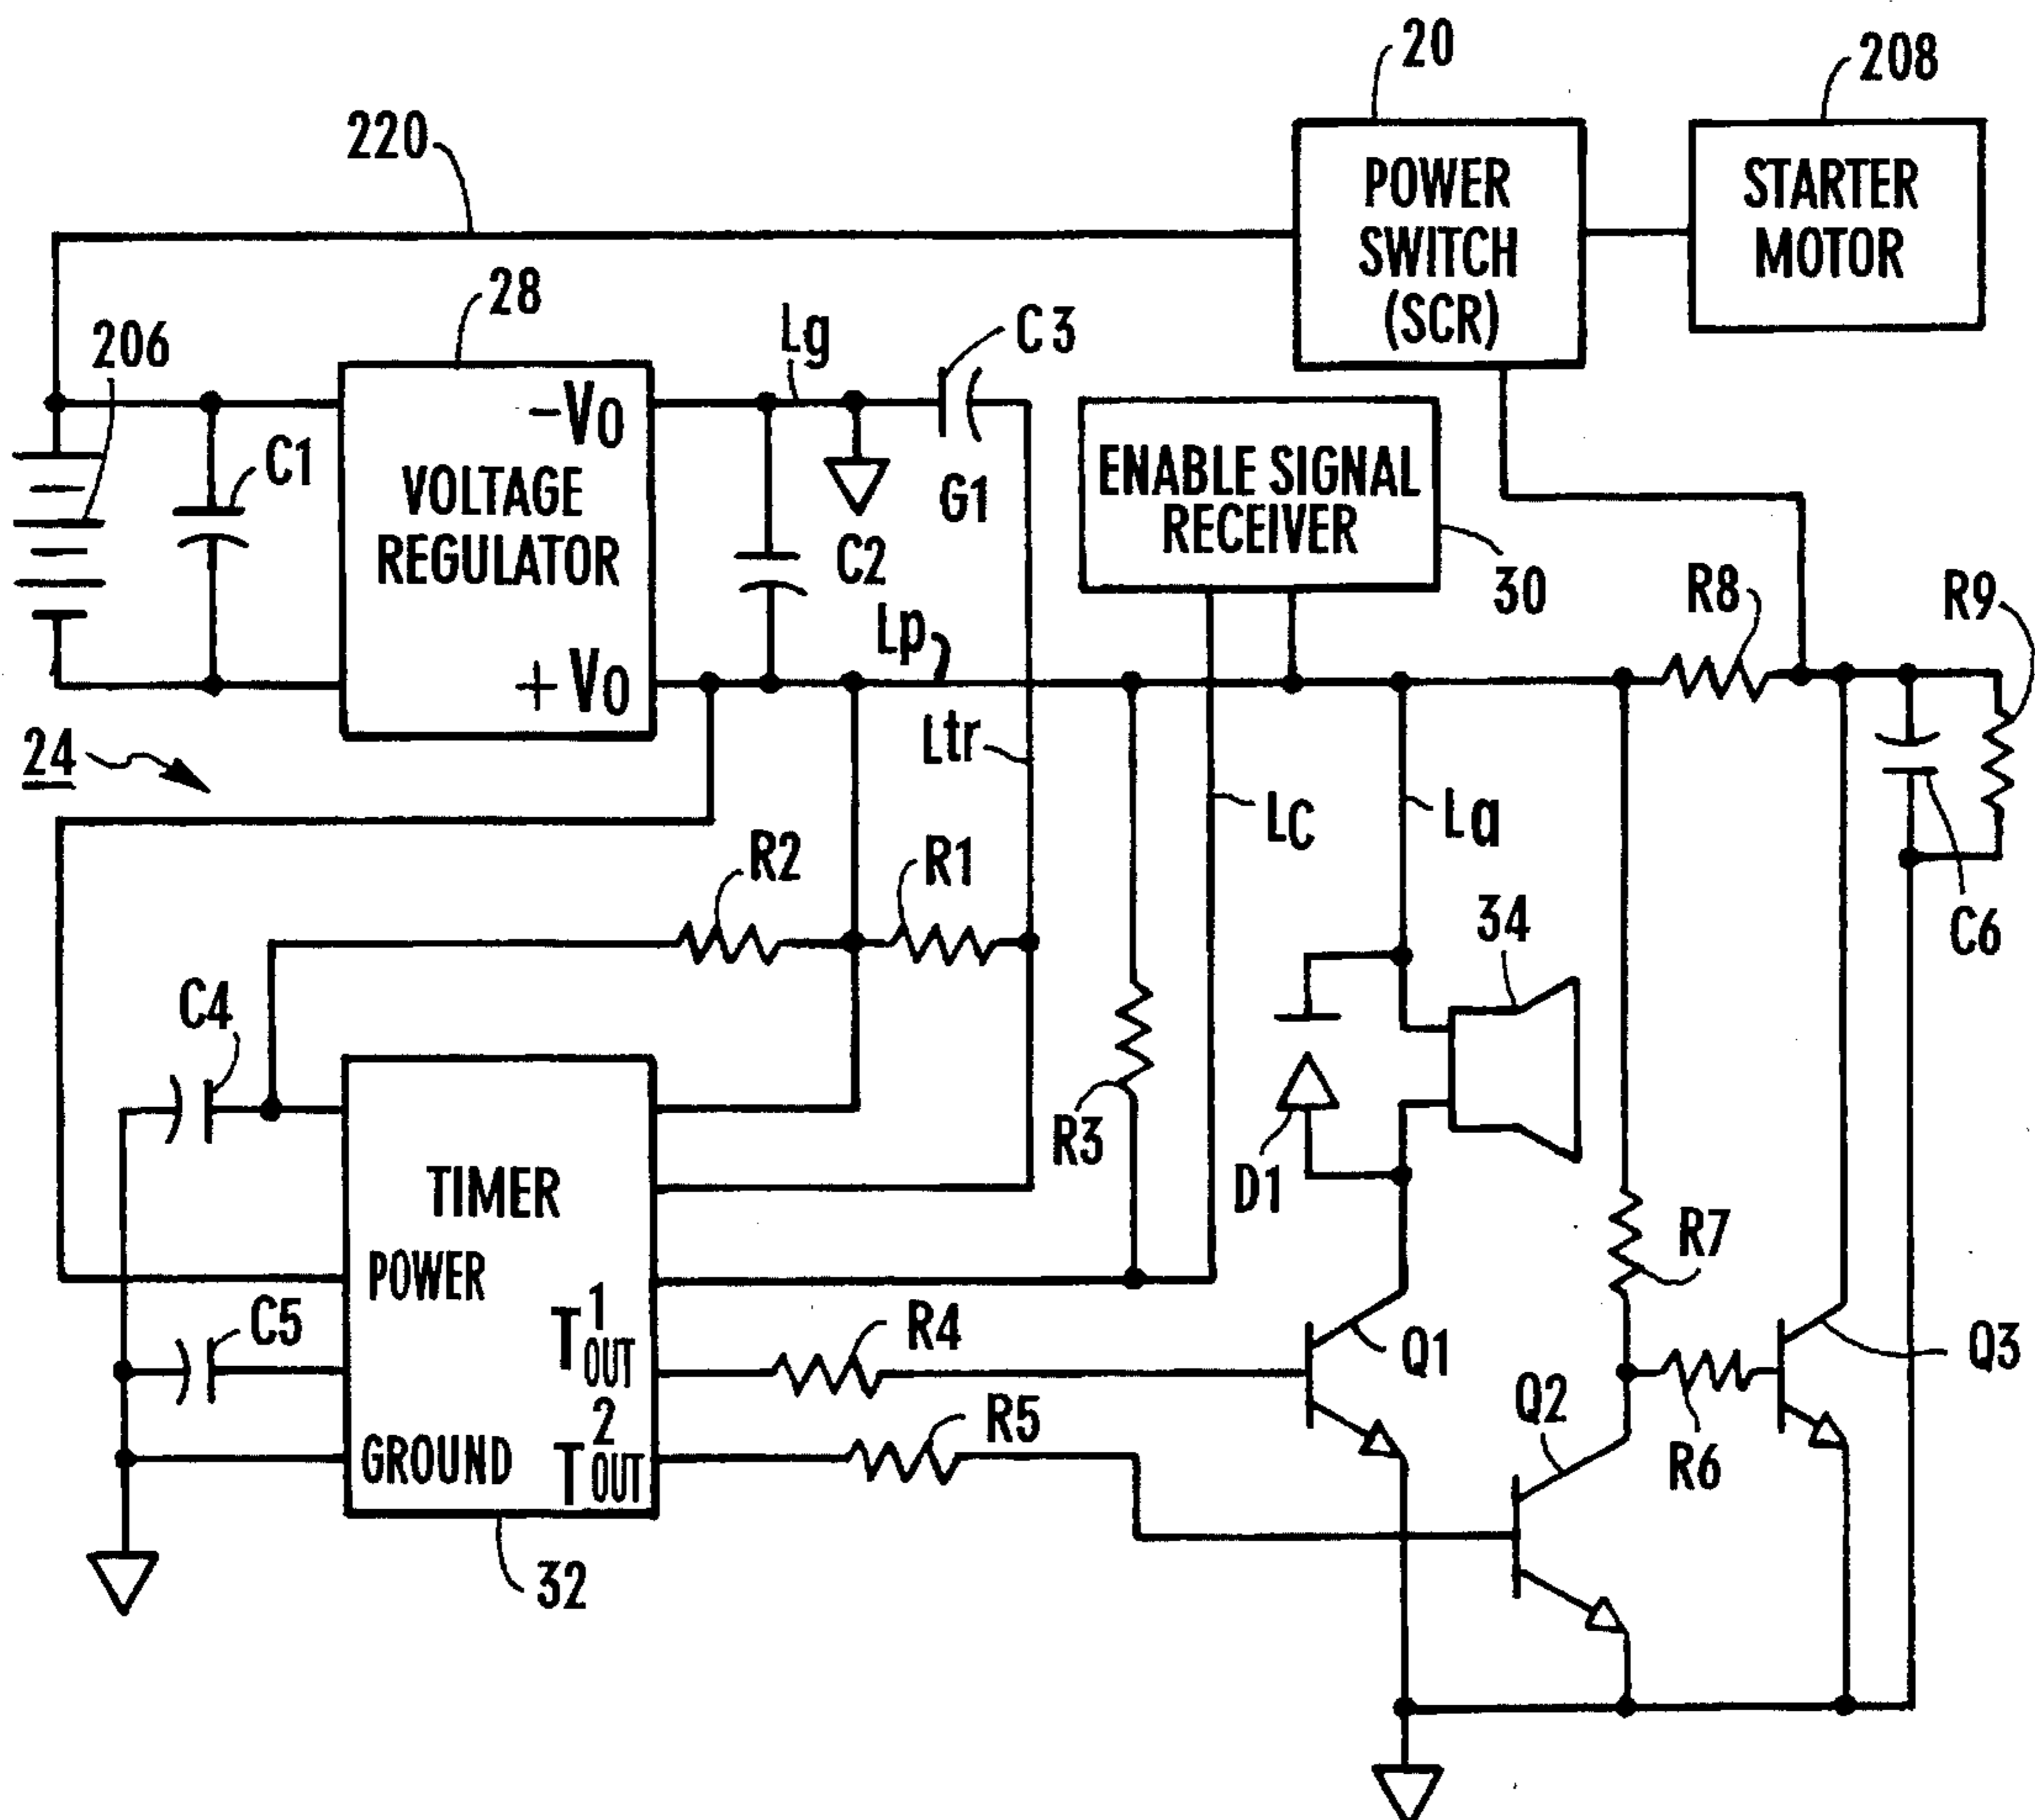 20
208
220
POWER
SWITCH
(SCR)
STARTER
MOTOR
28
Lg
C3
206
-Vo
C1
VOLTAGE
REGULATOR
G1
ENABLE SIGNAL
RECEIVER
C2
30
R8
R9
Lp
+Vo
24
Ltr
Lc
La
R2
R1
34
C6
C4
R3
D1
TIMER
POWER
R7
C5
T1OUT
R4
Q1
Q3
Q2
R5
R6
GROUND
T2OUT
32